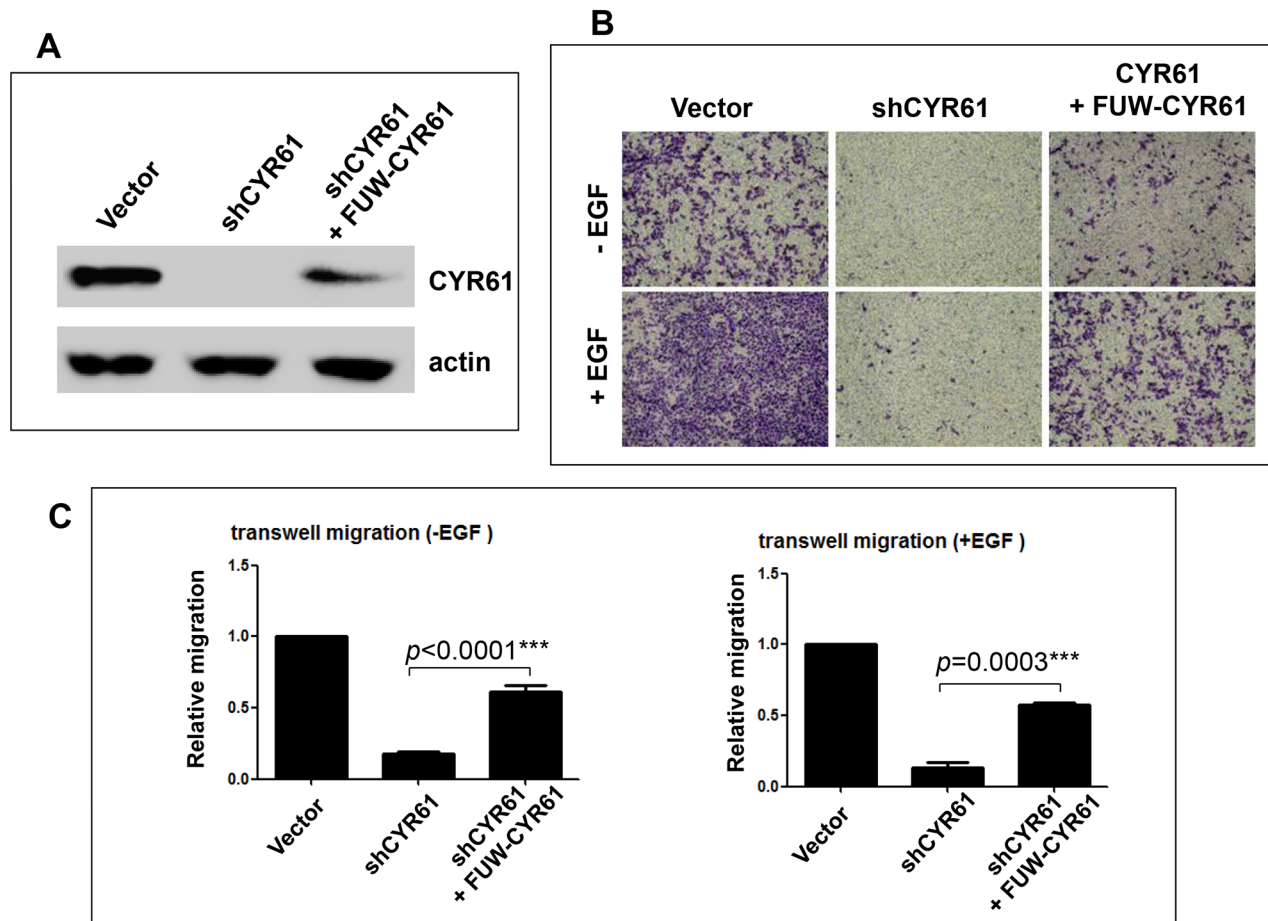 A
Vector
shCYR61
shCYR61
+ FUW-CYR61
CYR61
actin
B
Vector
shCYR61
CYR61
+ FUW-CYR61
- EGF
+ EGF
C
transwell migration (-EGF )
Relative migration
1.5
1.0
0.5
0.0
p<0.0001***
Vector
shCYR61
shCYR61
+ FUW-CYR61
transwell migration (+EGF )
Relative migration
1.5
1.0
0.5
0.0
p=0.0003***
Vector
shCYR61
shCYR61
+ FUW-CYR61